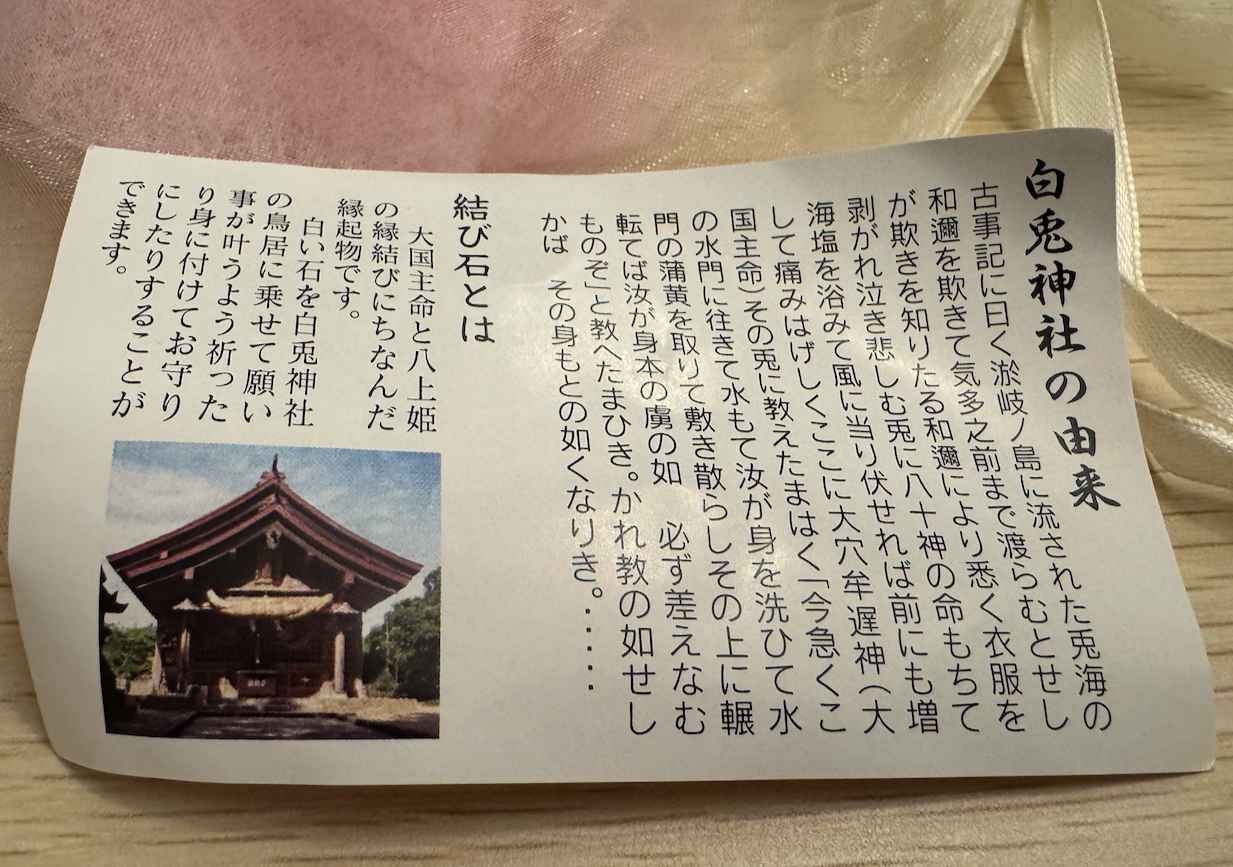 白兎神社の由来
古事記に曰く淤岐ノ島に流された兎海の
和邇を欺きて気多之前まで渡らむとせし
が欺きを知りたる和邇により悉く衣服を
剥がれ泣き悲しむ兎に八十神の命もちて
海塩を浴みて風に当り伏せれば前にも増
して痛みはげしくここに大穴牟遅神(大
国主命)その兎に教えたまはく「今急くこ
の水門に往きて水もて汝が身を洗ひて水
門の蒲黄を取りて敷き散らしその上に輾
転てば汝が身本の膚の如 必ず差えなむ
ものぞ」と教へたまひき。かれ教の如せし
かば その身もとの如くなりき。・・・・・
結び石とは
大国主命と八上姫
の縁結びにちなんだ
縁起物です。
白い石を白兎神社
の鳥居に乗せて願い
事が叶うよう祈った
り身に付けてお守り
にしたりすることが
できます。